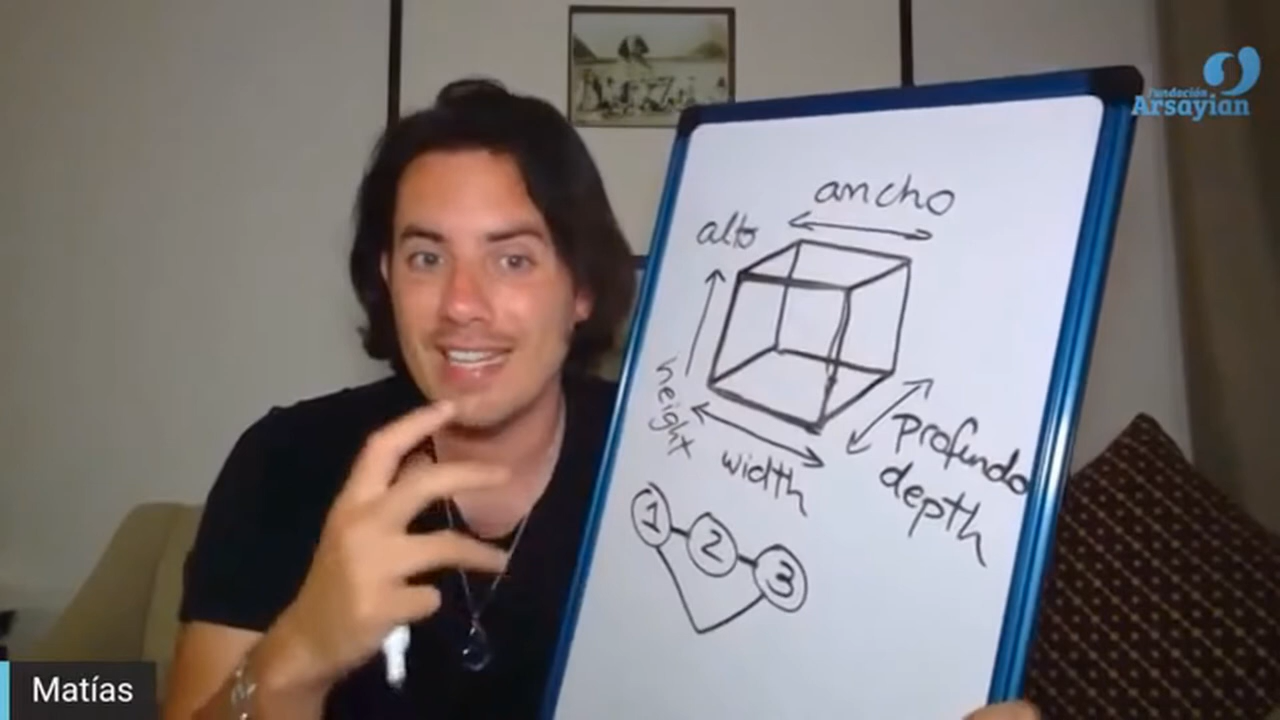 Fundación
Arsayian
ancho
alto
height
width
profundo
depth
1 2 3
Matías